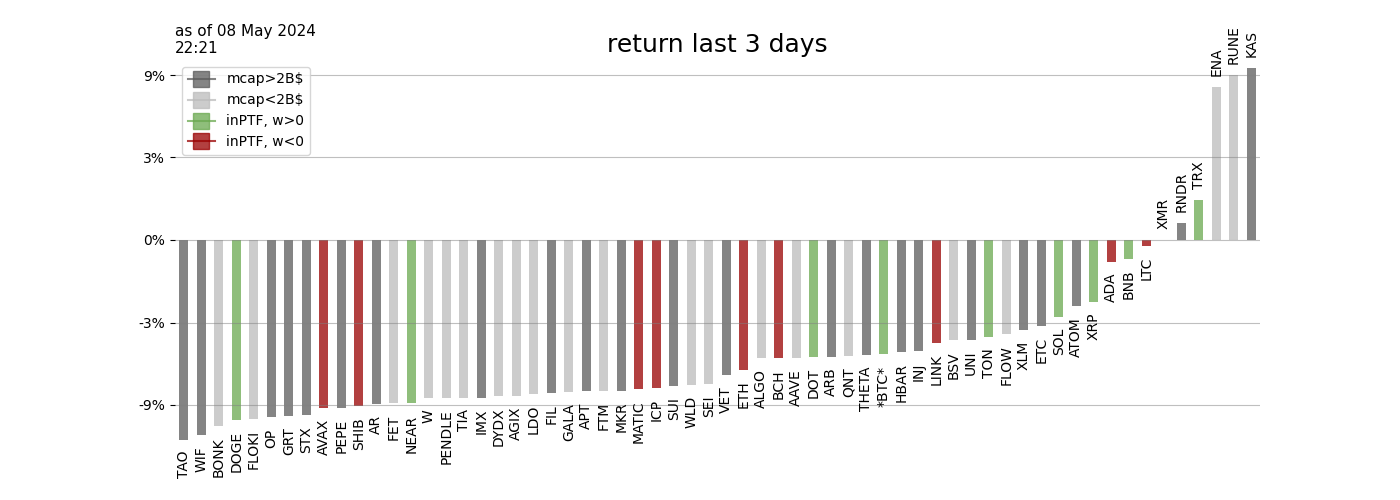 as of 08 May 2024
22:21
return last 3 days
mcap>2B$
mcap<2B$
inPTF, w>0
inPTF, w<0
9%
3%
0%
-3%
-9%
TAO
WIF
BONK
DOGE
FLOKI
OP
GRT
STX
AVAX
PEPE
SHIB
AR
FET
NEAR
W
PENDLE
TIA
IMX
DYDX
AGIX
LDO
FIL
GALA
APT
FTM
MKR
MATIC
ICP
SUI
WLD
SEI
VET
ETH
ALGO
BCH
AAVE
DOT
ARB
QNT
THETA
*BTC*
HBAR
INJ
LINK
BSV
UNI
TON
FLOW
XLM
ETC
SOL
ATOM
XRP
ADA
BNB
LTC
XMR
RNDR
TRX
ENA
RUNE
KAS